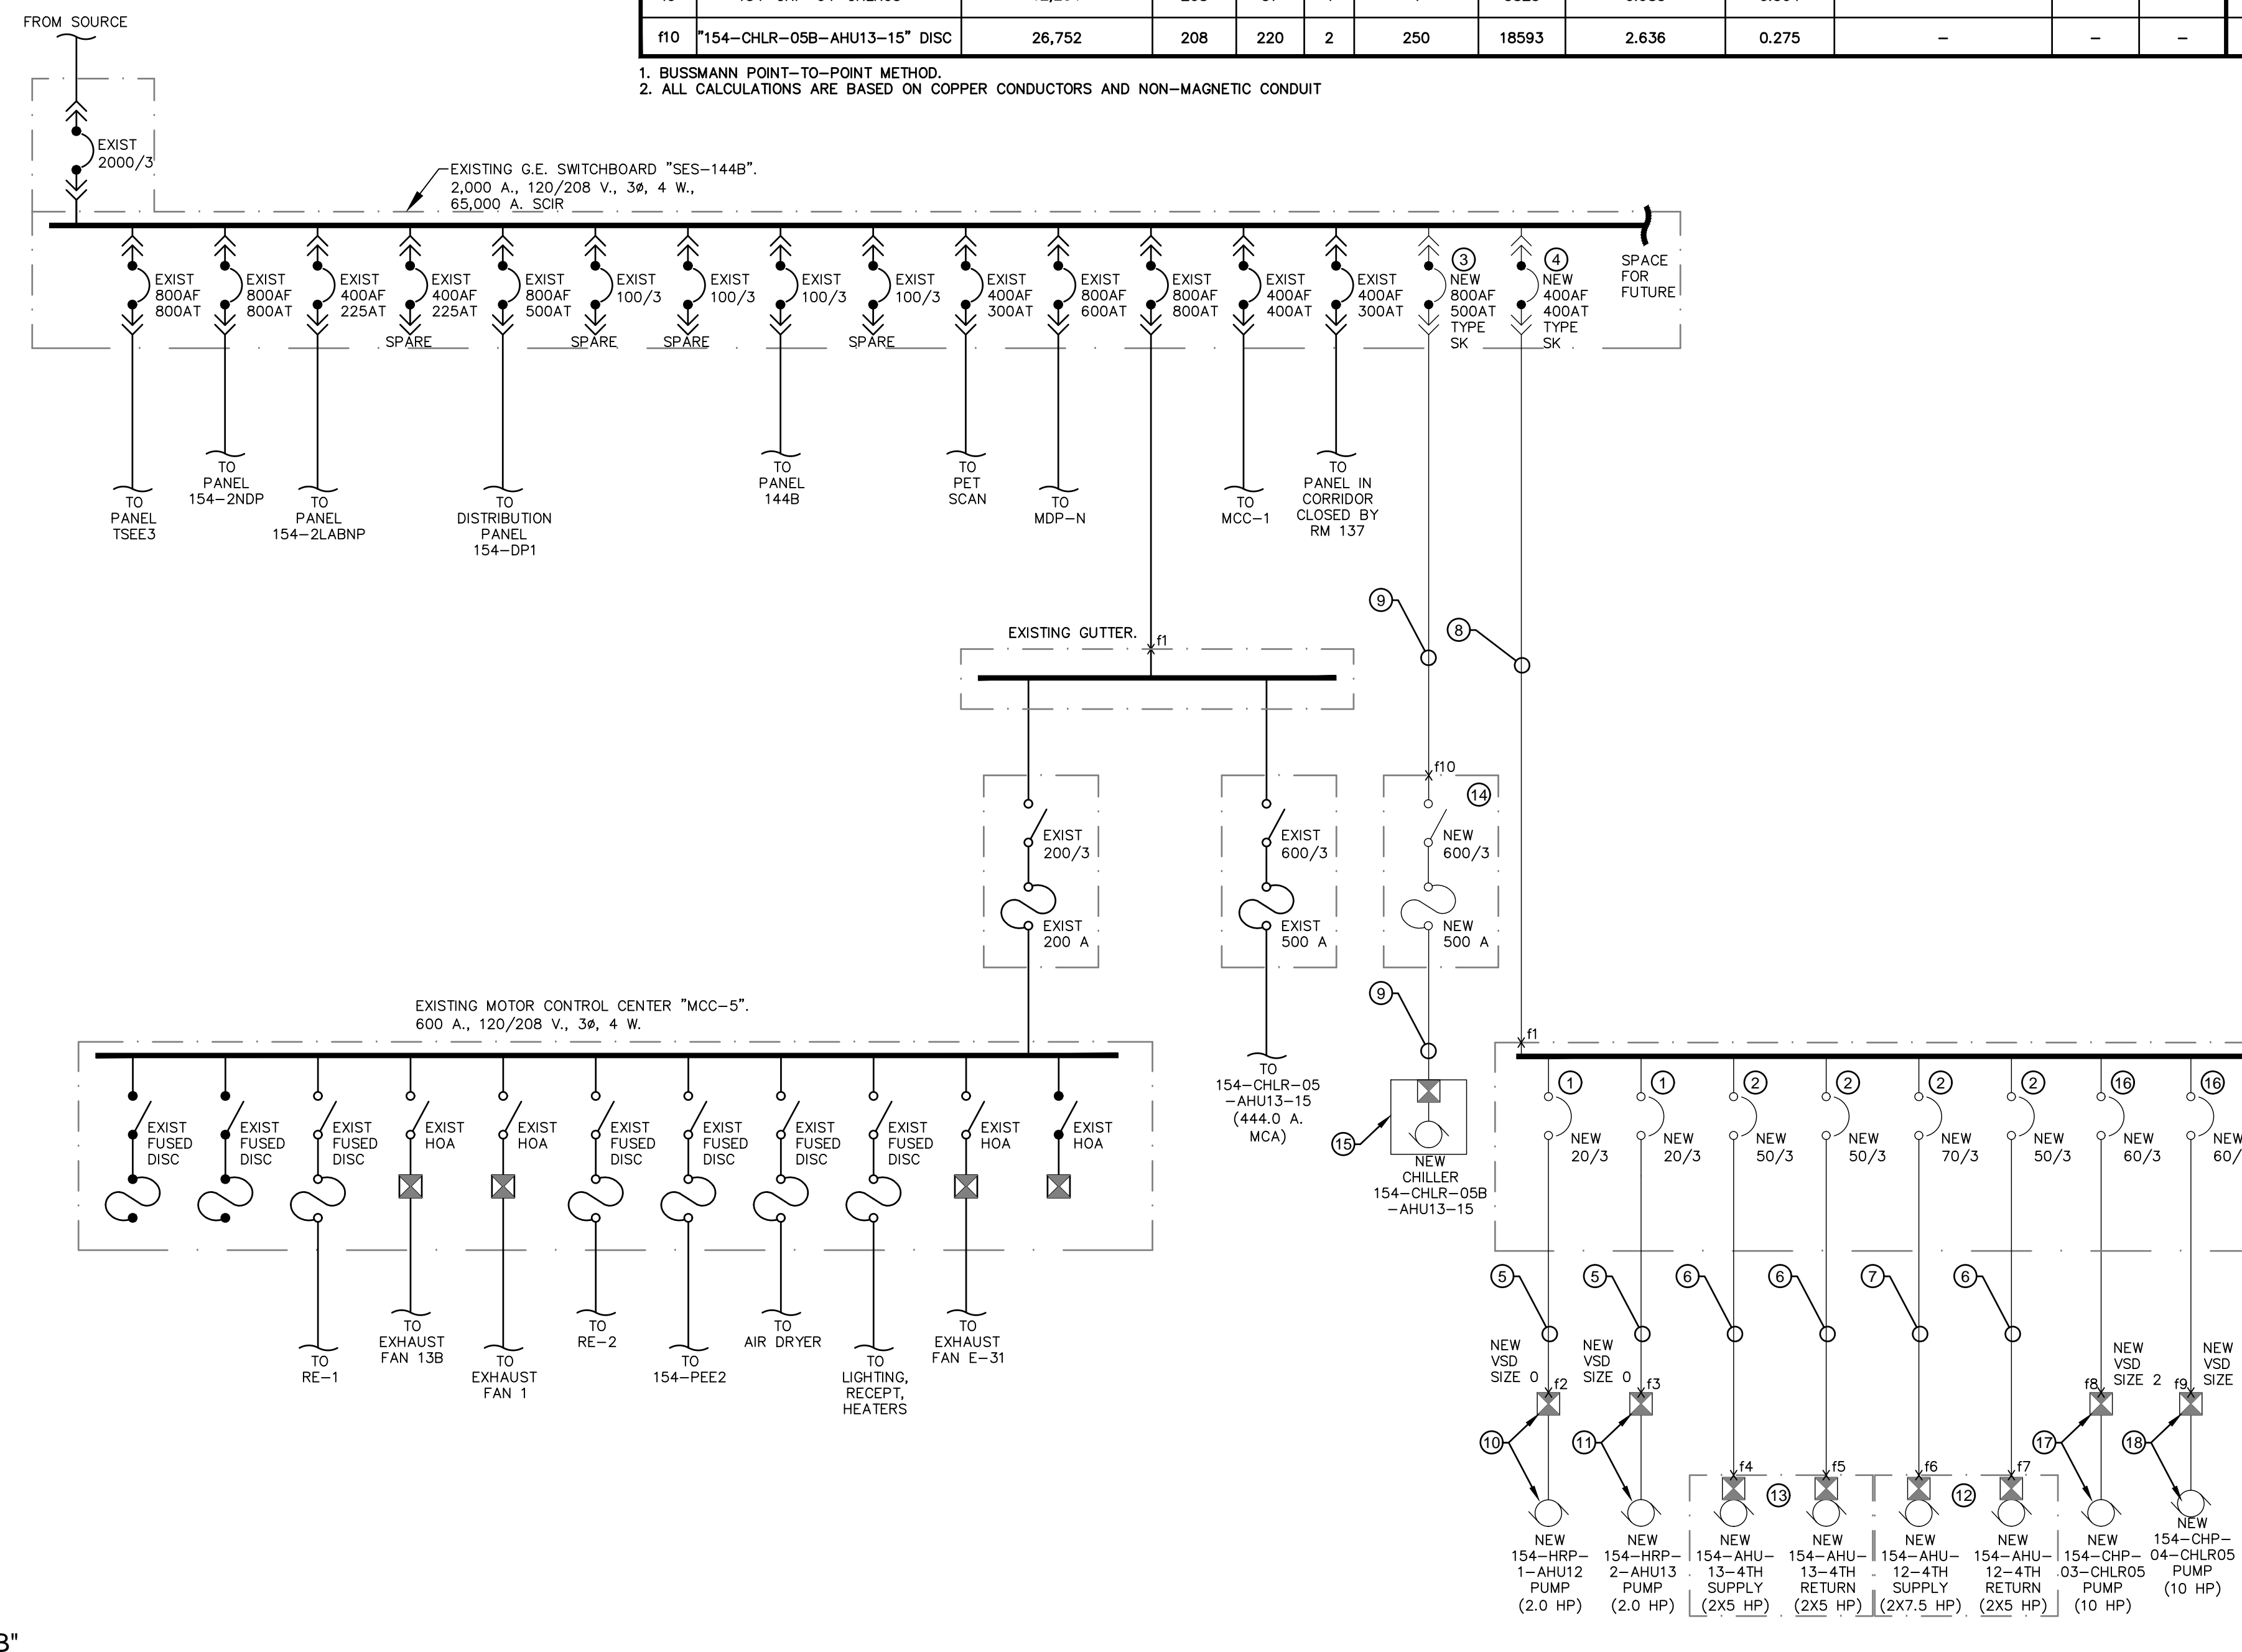 f10 "154-CHLR-05B-AHU13-15" DISC 26,752 208 220 2 250 18593 2.636 0.275 - - -
1. BUSSMANN POINT-TO-POINT METHOD.
2. ALL CALCULATIONS ARE BASED ON COPPER CONDUCTORS AND NON-MAGNETIC CONDUIT
FROM SOURCE
EXIST
2000/3
EXISTING G.E. SWITCHBOARD "SES-144B".
2,000 A., 120/208 V., 3ø, 4 W.,
65,000 A. SCIR
EXIST
800AF
800AT
EXIST
800AF
800AT
EXIST
400AF
225AT
EXIST
400AF
225AT
SPARE
EXIST
800AF
500AT
EXIST
100/3
SPARE
EXIST
100/3
SPARE
EXIST
100/3
EXIST
100/3
SPARE
EXIST
400AF
300AT
EXIST
800AF
600AT
EXIST
800AF
800AT
EXIST
400AF
400AT
EXIST
400AF
300AT
3
NEW
800AF
500AT
TYPE
SK
4
NEW
400AF
400AT
TYPE
SK
SPACE
FOR
FUTURE
TO
PANEL
TSEE3
TO
PANEL
154-2NDP
TO
PANEL
154-2LABNP
TO
DISTRIBUTION
PANEL
154-DP1
TO
PANEL
144B
TO
PET
SCAN
TO
MDP-N
TO
MCC-1
TO
PANEL IN
CORRIDOR
CLOSED BY
RM 137
9
8
EXISTING GUTTER.
f1
f10
14
EXIST
200/3
EXIST
200 A
EXIST
600/3
EXIST
500 A
NEW
600/3
NEW
500 A
9
EXISTING MOTOR CONTROL CENTER "MCC-5".
600 A., 120/208 V., 3ø, 4 W.
TO
154-CHLR-05
-AHU13-15
(444.0 A.
MCA)
15
NEW
CHILLER
154-CHLR-05B
-AHU13-15
EXIST
FUSED
DISC
EXIST
FUSED
DISC
EXIST
FUSED
DISC
EXIST
HOA
EXIST
HOA
EXIST
FUSED
DISC
EXIST
FUSED
DISC
EXIST
FUSED
DISC
EXIST
FUSED
DISC
EXIST
HOA
EXIST
HOA
TO
RE-1
TO
EXHAUST
FAN 13B
TO
EXHAUST
FAN 1
TO
RE-2
TO
154-PEE2
TO
AIR DRYER
TO
LIGHTING,
RECEPT,
HEATERS
TO
EXHAUST
FAN E-31
f1
1
NEW
20/3
1
NEW
20/3
2
NEW
50/3
2
NEW
50/3
2
NEW
70/3
2
NEW
50/3
16
NEW
60/3
16
NEW
60/
5
5
6
6
7
6
NEW
VSD
SIZE 0
f2
NEW
VSD
SIZE 0
f3
NEW
VSD
SIZE 2
f8
NEW
VSD
SIZE
f9
10
11
17
18
f4
f5
f6
f7
13
12
NEW
154-HRP-
1-AHU12
PUMP
(2.0 HP)
NEW
154-HRP-
2-AHU13
PUMP
(2.0 HP)
NEW
154-AHU-
13-4TH
SUPPLY
(2X5 HP)
NEW
154-AHU-
13-4TH
RETURN
(2X5 HP)
NEW
154-AHU-
12-4TH
SUPPLY
(2X7.5 HP)
NEW
154-AHU-
12-4TH
RETURN
(2X5 HP)
NEW
154-CHP-
03-CHLR05
PUMP
(10 HP)
NEW
154-CHP-
04-CHLR05
PUMP
(10 HP)
B"